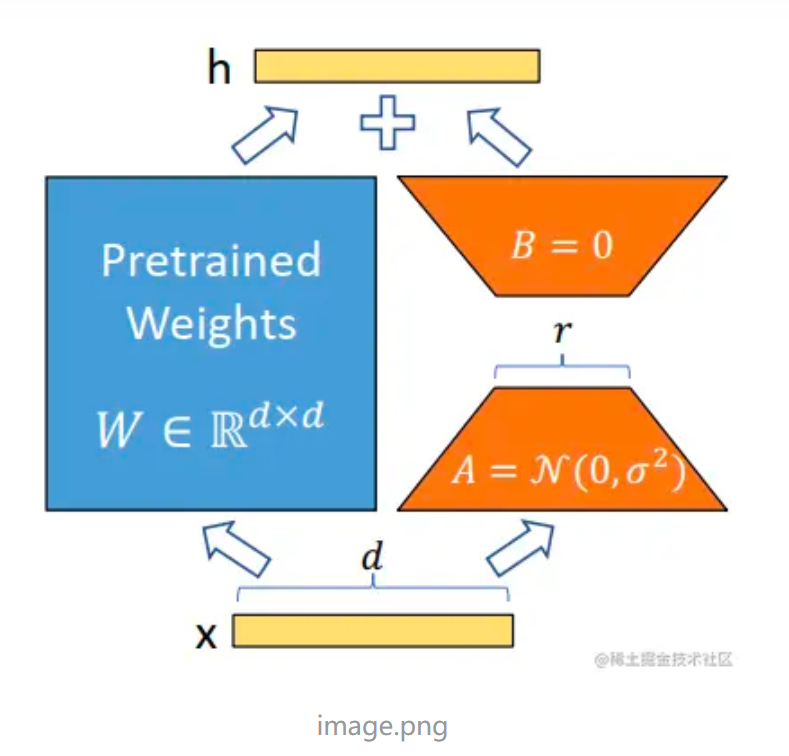 h
Pretrained
Weights
W ∈ ℝ^{d×d}
B = 0
r
A = 𝒩(0, σ²)
d
x
@稀土掘金技术社区
image.png